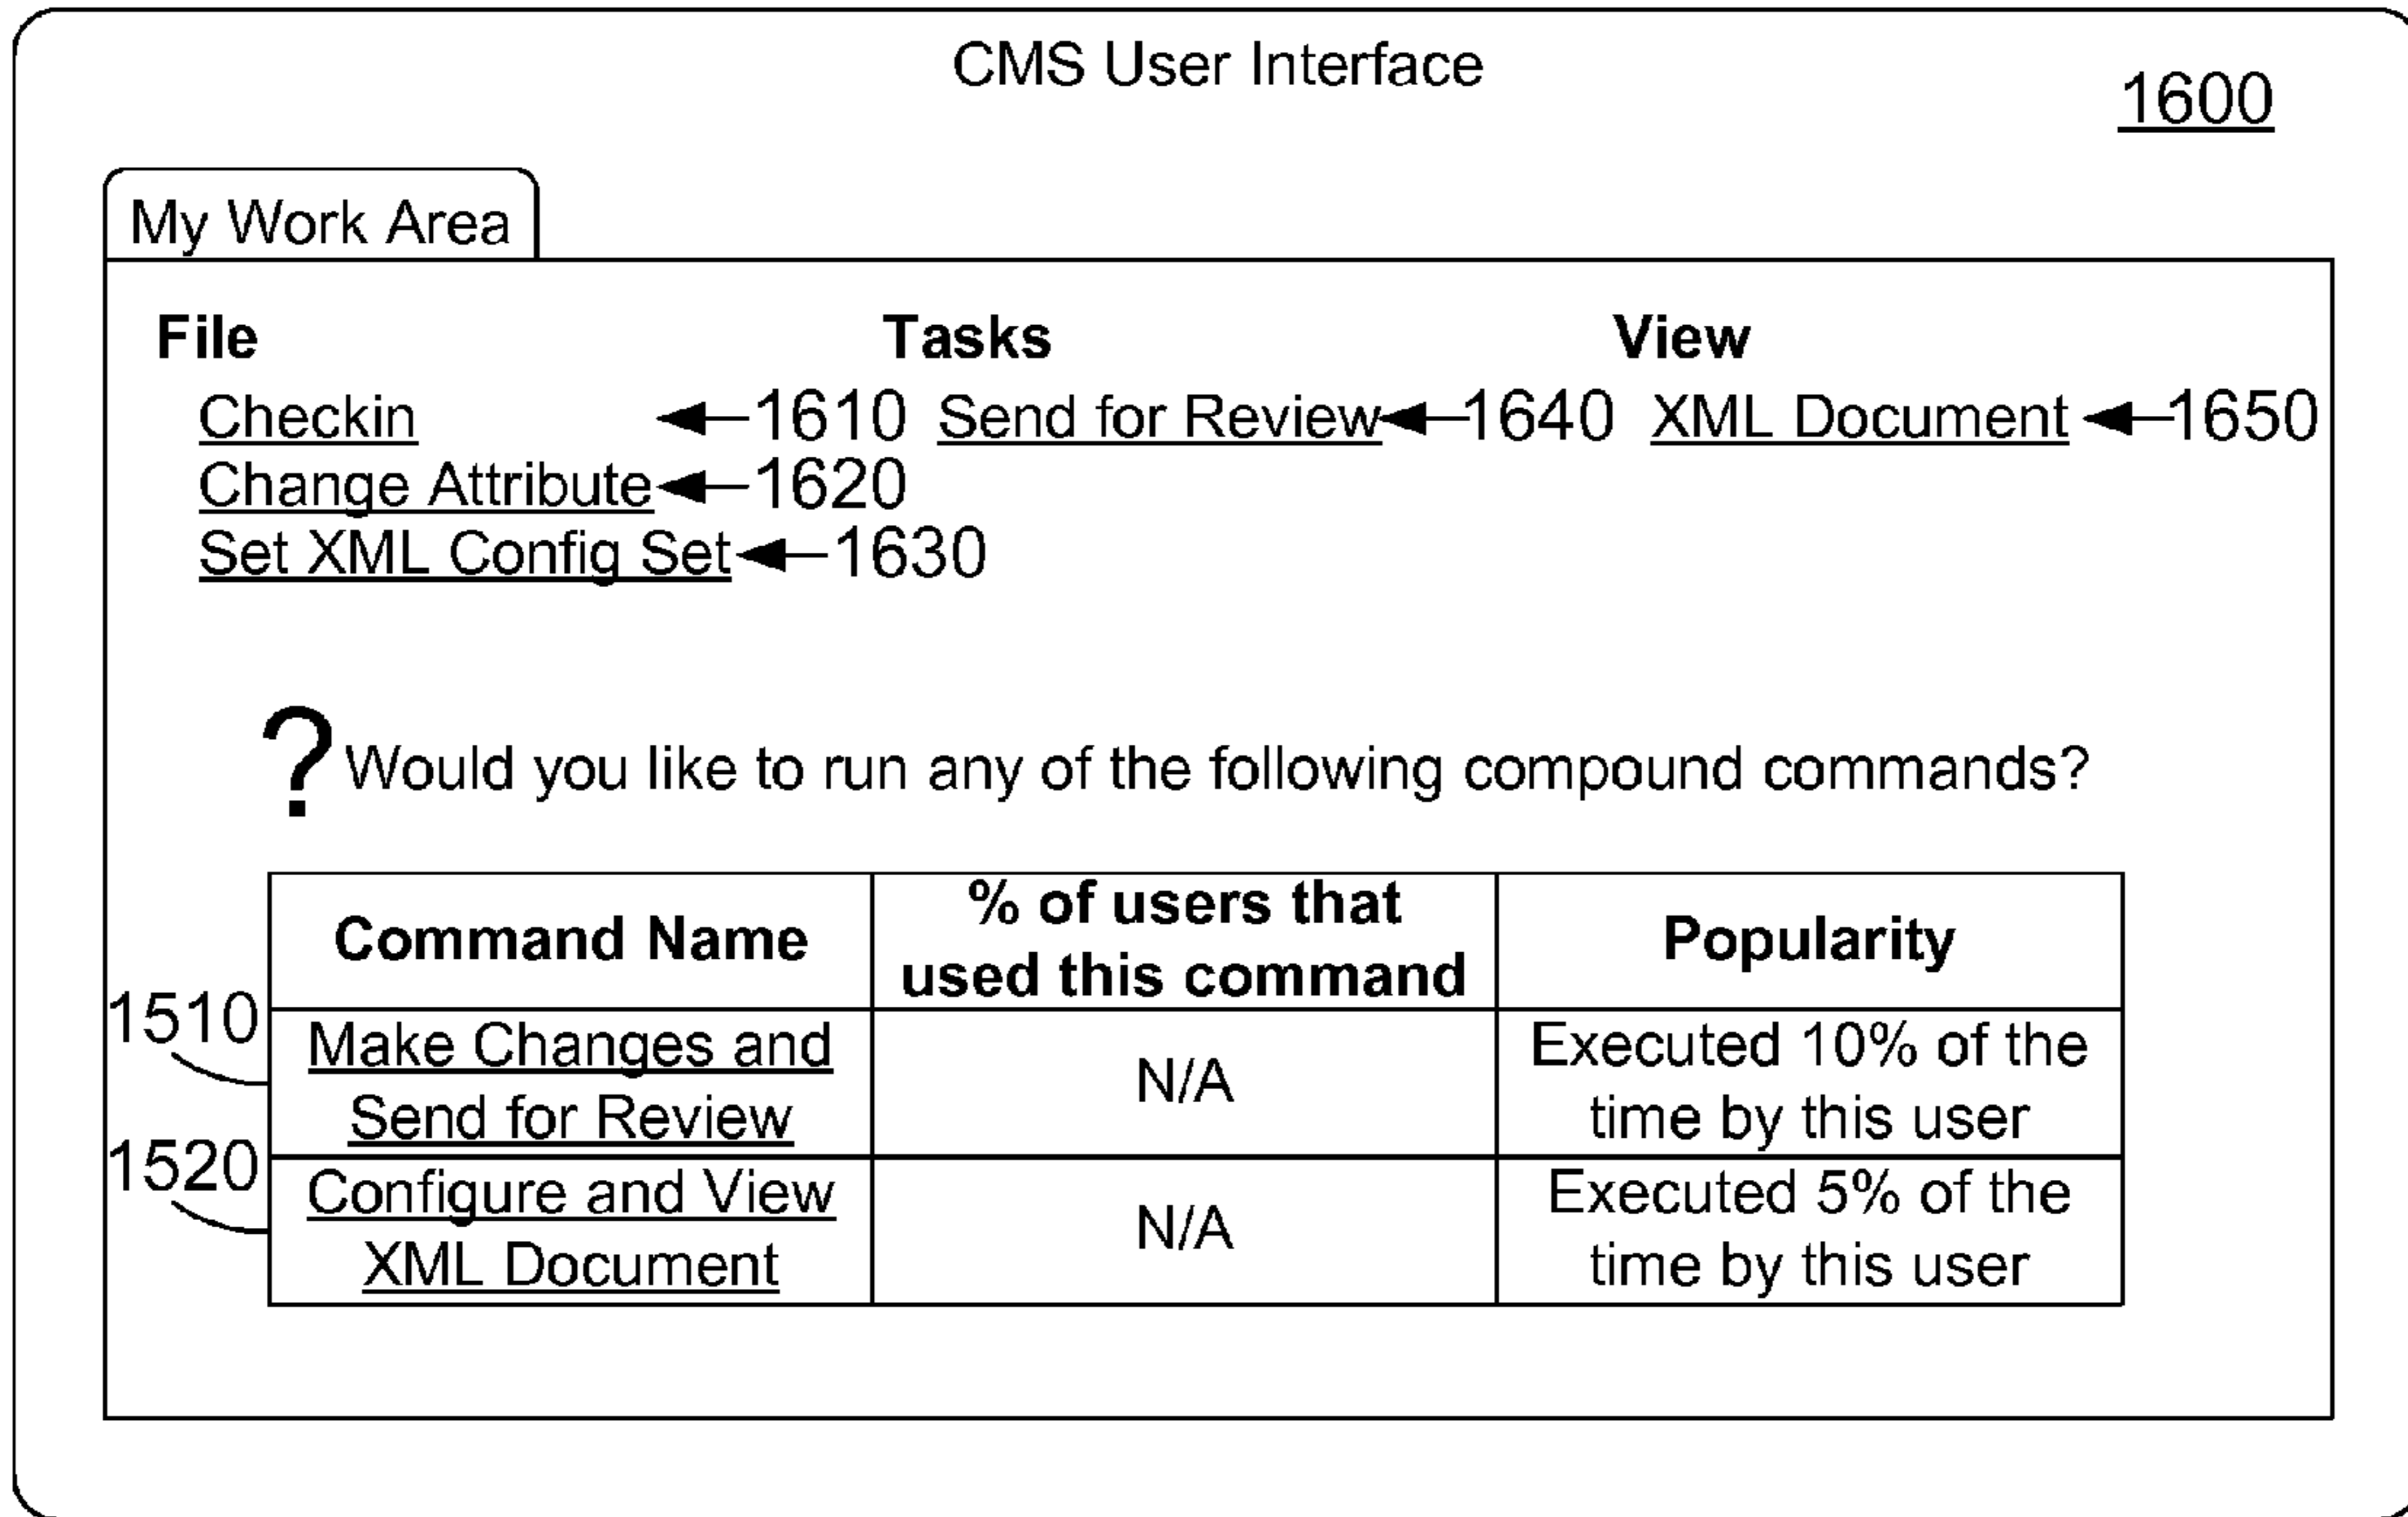 CMS User Interface
1600
My Work Area
File Tasks View
Checkin 1610 Send for Review 1640 XML Document 1650
Change Attribute 1620
Set XML Config Set 1630
? Would you like to run any of the following compound commands?
Command Name
% of users that
used this command
Popularity
1510
Make Changes and
Send for Review
N/A
Executed 10% of the
time by this user
1520
Configure and View
XML Document
N/A
Executed 5% of the
time by this user